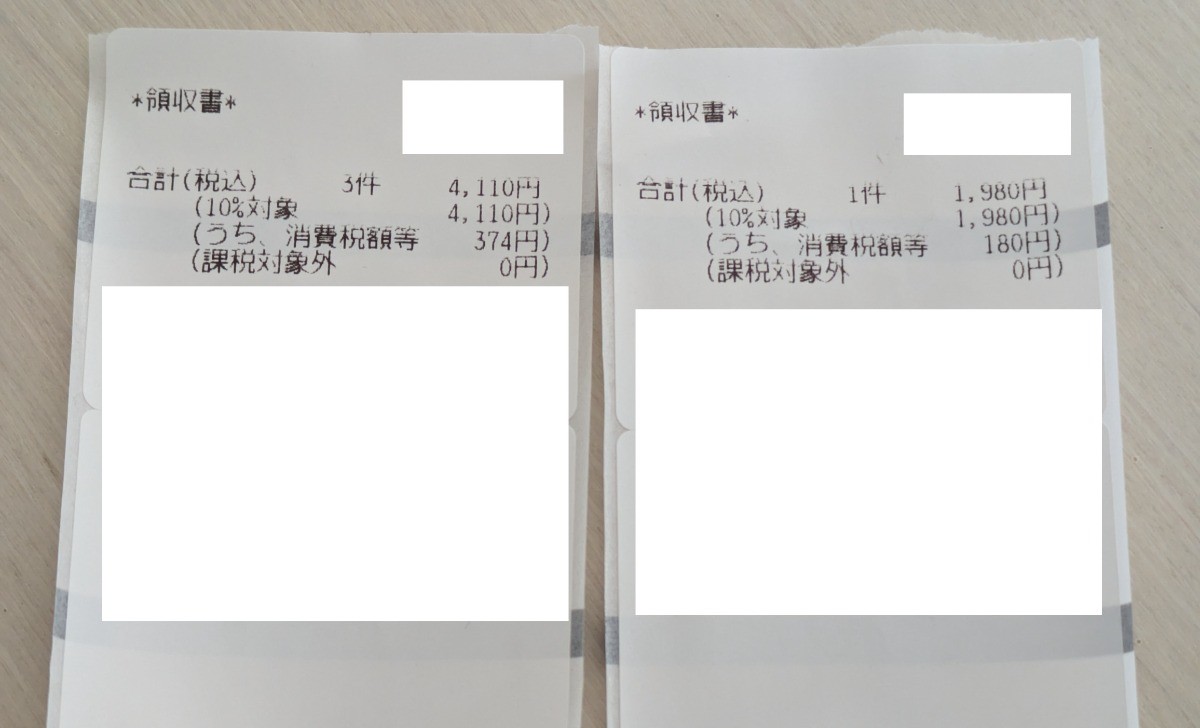 *領収書*
合計(税込) 3件 4,110円
(10%対象 4,110円)
(うち、消費税額等 374円)
(課税対象外 0円)
*領収書*
合計(税込) 1件 1,980円
(10%対象 1,980円)
(うち、消費税額等 180円)
(課税対象外 0円)